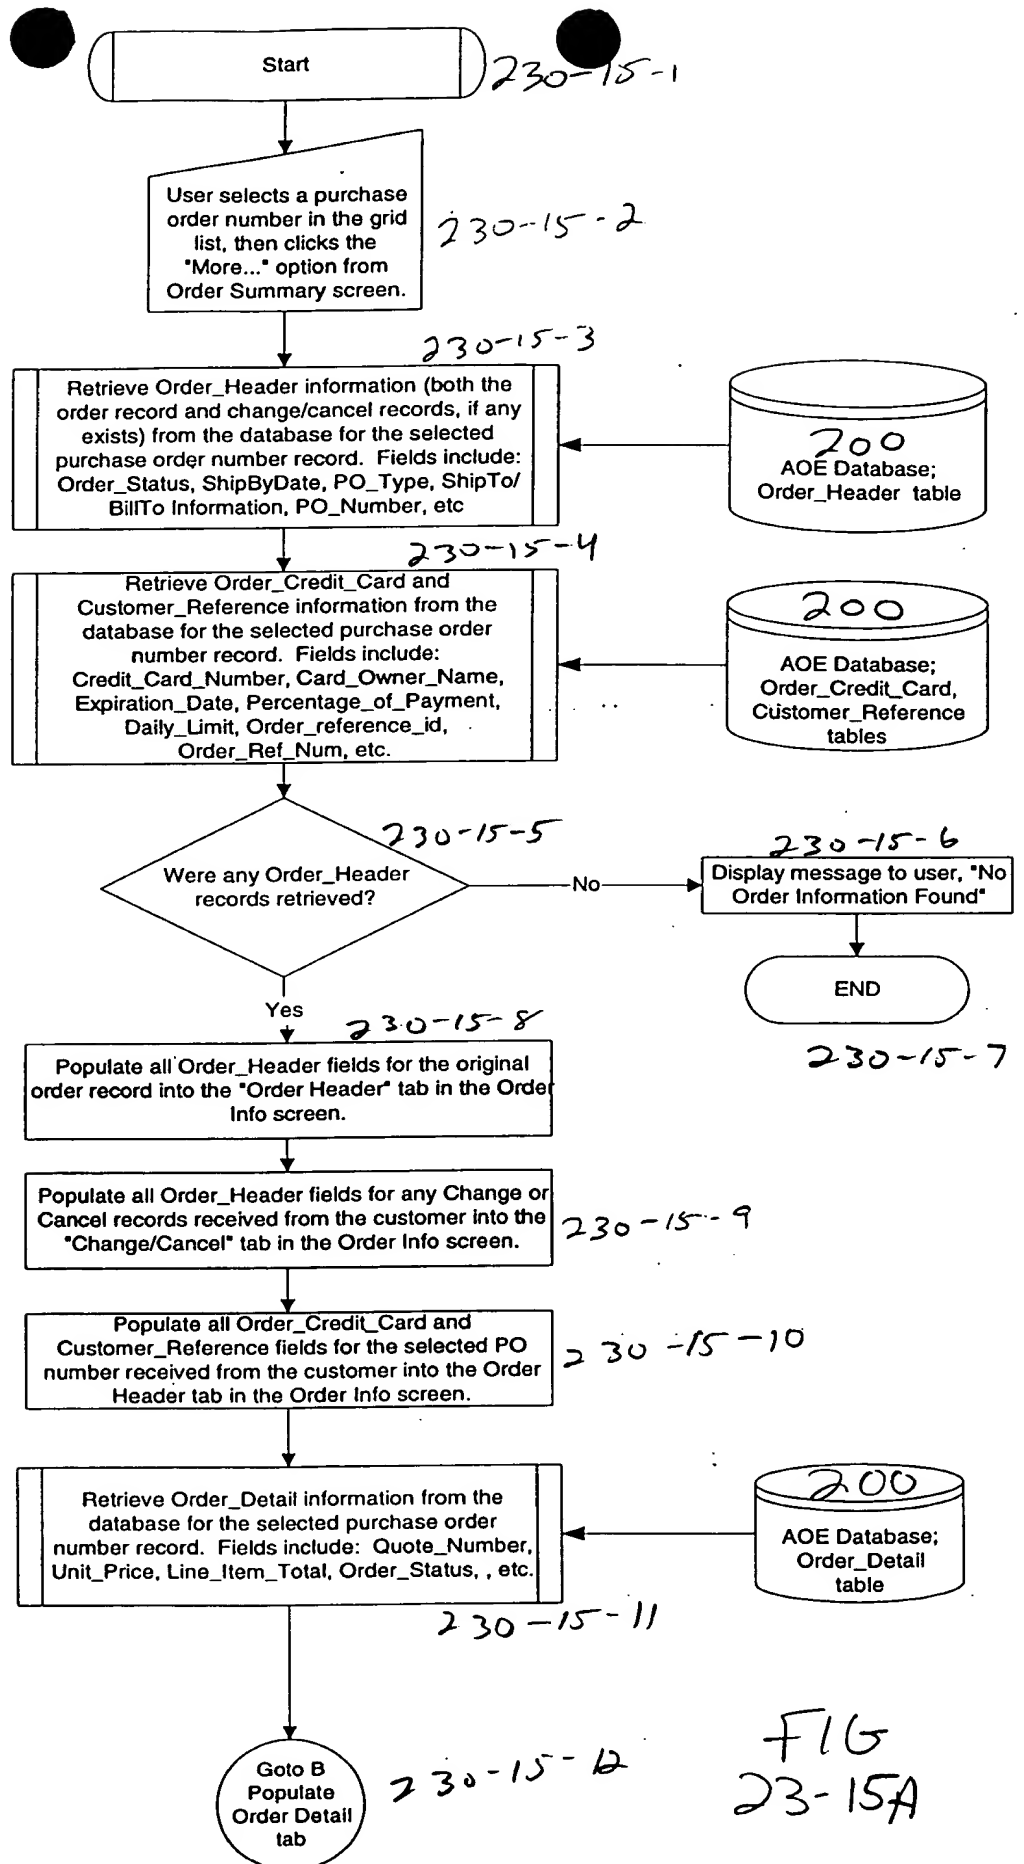 Start
230-15-1
User selects a purchase
order number in the grid
list, then clicks the
"More..." option from
Order Summary screen.
230-15-2
230-15-3
Retrieve Order_Header information (both the
order record and change/cancel records, if any
exists) from the database for the selected
purchase order number record. Fields include:
Order_Status, ShipByDate, PO_Type, ShipTo/
BillTo Information, PO_Number, etc
200
AOE Database;
Order_Header table
230-15-4
Retrieve Order_Credit_Card and
Customer_Reference information from the
database for the selected purchase order
number record. Fields include:
Credit_Card_Number, Card_Owner_Name,
Expiration_Date, Percentage_of_Payment,
Daily_Limit, Order_reference_id,
Order_Ref_Num, etc.
200
AOE Database;
Order_Credit_Card,
Customer_Reference
tables
230-15-5
Were any Order_Header
records retrieved?
No
230-15-6
Display message to user, "No
Order Information Found"
END
230-15-7
Yes
230-15-8
Populate all Order_Header fields for the original
order record into the "Order Header" tab in the Order
Info screen.
Populate all Order_Header fields for any Change or
Cancel records received from the customer into the
"Change/Cancel" tab in the Order Info screen.
230-15-9
Populate all Order_Credit_Card and
Customer_Reference fields for the selected PO
number received from the customer into the Order
Header tab in the Order Info screen.
230-15-10
Retrieve Order_Detail information from the
database for the selected purchase order
number record. Fields include: Quote_Number,
Unit_Price, Line_Item_Total, Order_Status, , etc.
200
AOE Database;
Order_Detail
table
230-15-11
Goto B
Populate
Order Detail
tab
230-15-12
FIG
23-15A